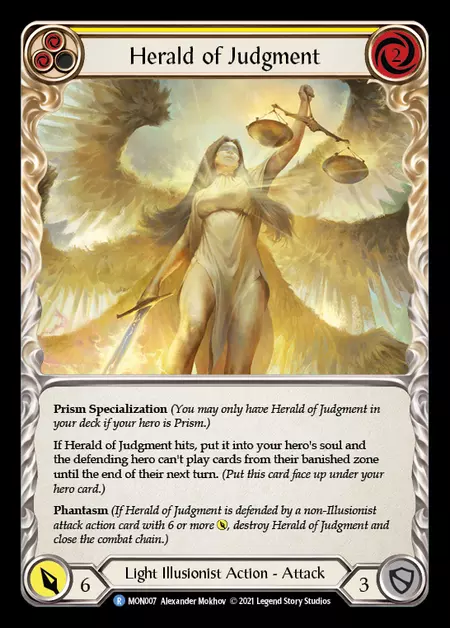 Herald of Judgment
2
Prism Specialization (You may only have Herald of Judgment in
your deck if your hero is Prism.)
If Herald of Judgment hits, put it into your hero's soul and
the defending hero can't play cards from their banished zone
until the end of their next turn. (Put this card face up under your
hero card.)
Phantasm (If Herald of Judgment is defended by a non-Illusionist
attack action card with 6 or more , destroy Herald of Judgment and
close the combat chain.)
6
Light Illusionist Action - Attack
3
R MON007 Alexander Mokhov © 2021 Legend Story Studios